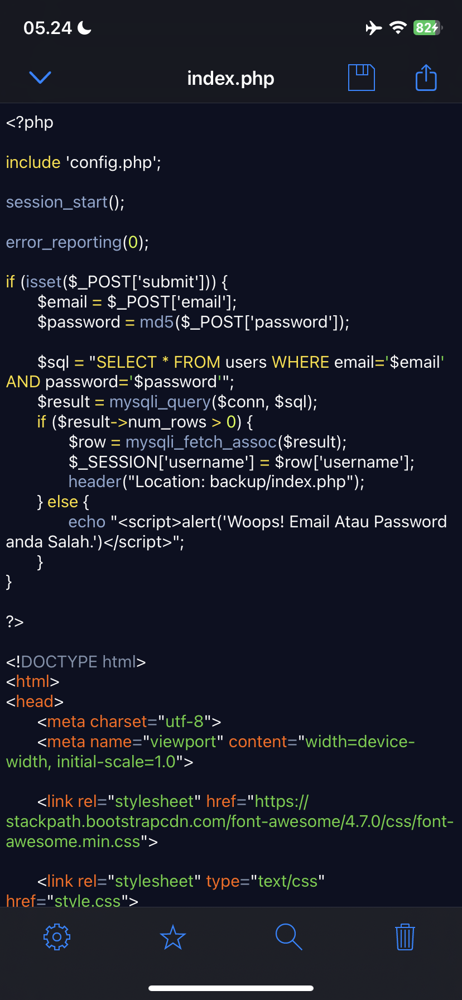 05.24
82
index.php
<?php
include 'config.php';
session_start();
error_reporting(0);
if (isset($_POST['submit'])) {
$email = $_POST['email'];
$password = md5($_POST['password']);
$sql = "SELECT * FROM users WHERE email='$email'
AND password='$password'";
$result = mysqli_query($conn, $sql);
if ($result->num_rows > 0) {
$row = mysqli_fetch_assoc($result);
$_SESSION['username'] = $row['username'];
header("Location: backup/index.php");
} else {
echo "<script>alert('Woops! Email Atau Password
anda Salah.')</script>";
}
}
?>
<!DOCTYPE html>
<html>
<head>
<meta charset="utf-8">
<meta name="viewport" content="width=device-
width, initial-scale=1.0">
<link rel="stylesheet" href="https://
stackpath.bootstrapcdn.com/font-awesome/4.7.0/css/font-
awesome.min.css">
<link rel="stylesheet" type="text/css"
href="style.css">